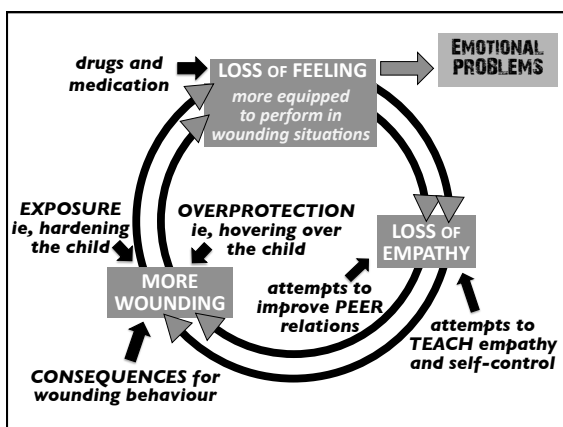 drugs and
medication
LOSS OF FEELING
more equipped
to perform in
wounding situations
EMOTIONAL
PROBLEMS
EXPOSURE
ie, hardening
the child
OVERPROTECTION
ie, hovering over
the child
LOSS OF
EMPATHY
MORE
WOUNDING
attempts to
improve PEER
relations
attempts to
TEACH empathy
and self-control
CONSEQUENCES for
wounding behaviour